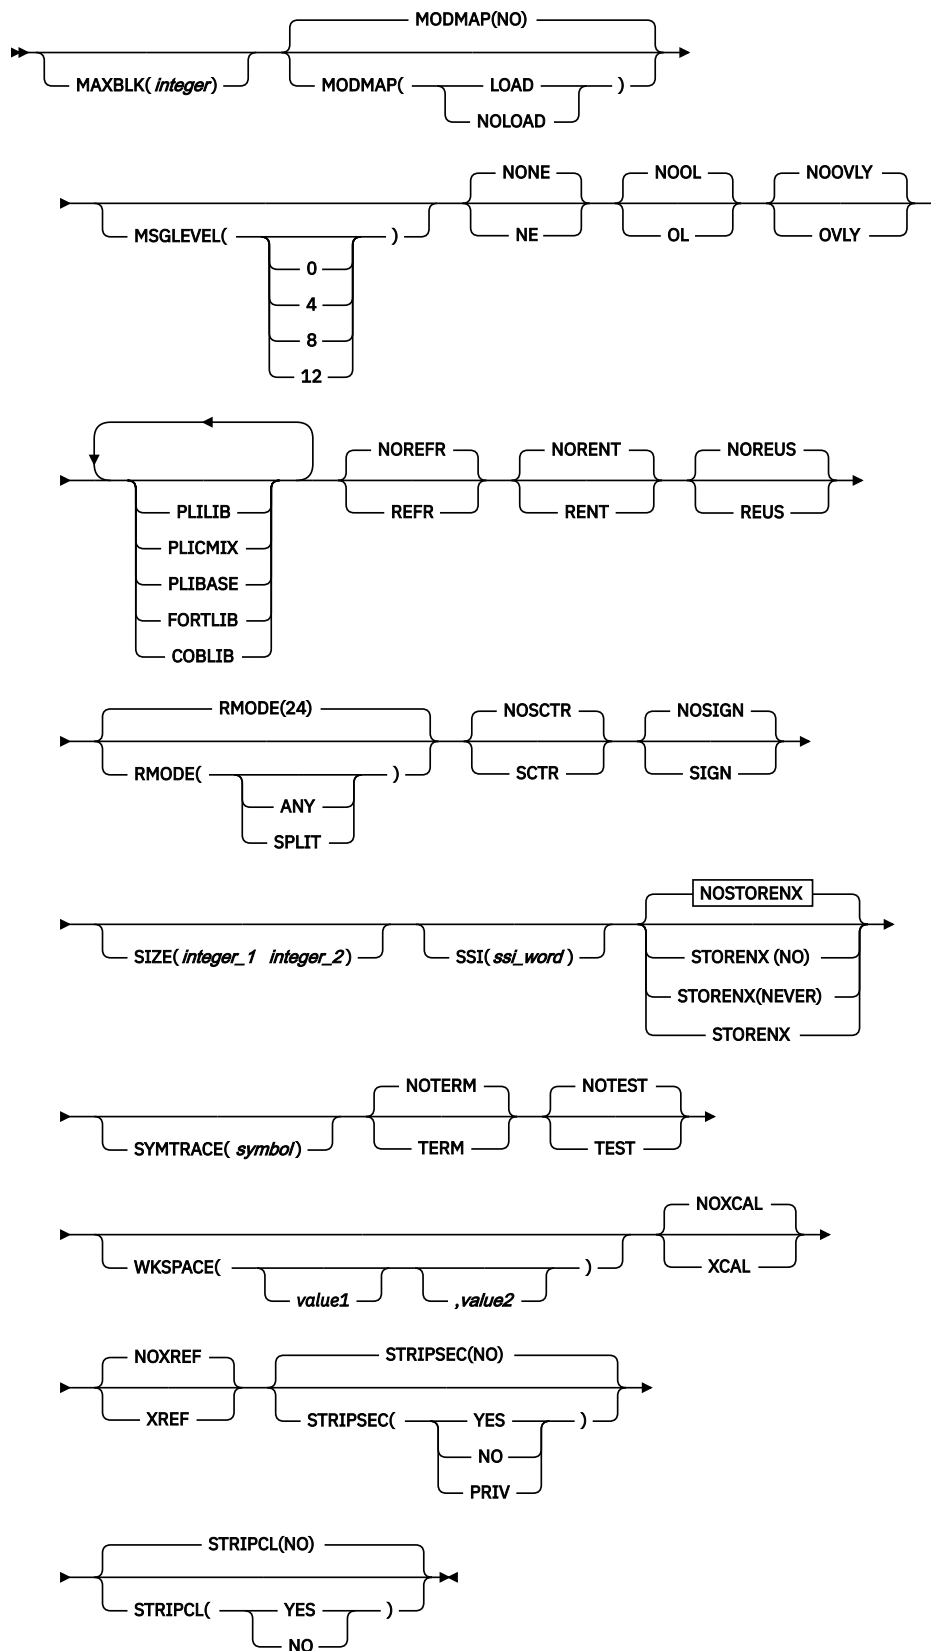 MODMAP(NO)
MAXBLK( integer)
MODMAP( LOAD )
NOLOAD
NONE NOOL NOOVLY
MSGLEVEL( ) NE OL OVLY
0
4
8
12
NOREFR NORENT NOREUS
PLILIB REFR RENT REUS
PLICMIX
PLIBASE
FORTLIB
COBLIB
RMODE(24) NOSCTR NOSIGN
RMODE( ) SCTR SIGN
ANY
SPLIT
NOSTORENX
SIZE( integer_1 integer_2) SSI( ssi_word ) STORENX (NO)
STORENX(NEVER)
STORENX
NOTERM NOTEST
SYMTRACE( symbol) TERM TEST
NOXCAL
WKSPACE( ) XCAL
value1 ,value2
NOXREF STRIPSEC(NO)
XREF STRIPSEC( YES )
NO
PRIV
STRIPCL(NO)
STRIPCL( YES )
NO